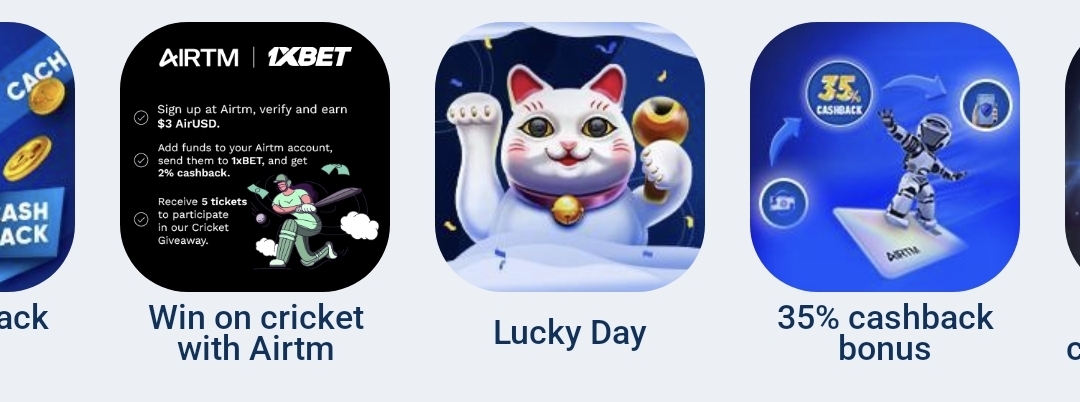 CACH
CASH
ACK
ack
AIRTM | 1XBET
Sign up at Airtm, verify and earn
$3 AirUSD.
Add funds to your Airtm account,
send them to 1xBET, and get
2% cashback.
Receive 5 tickets
to participate
in our Cricket
Giveaway.
Win on cricket
with Airtm
Lucky Day
35%
CASHBACK
AIRTM
35% cashback
bonus
c